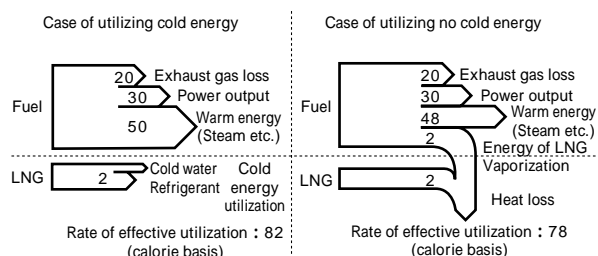 Case of utilizing cold energy
Fuel
20
Exhaust gas loss
30
Power output
50
Warm energy
(Steam etc.)
LNG
2
Cold water
Refrigerant
Cold
energy
utilization
Rate of effective utilization : 82
(calorie basis)
Case of utilizing no cold energy
Fuel
20
Exhaust gas loss
30
Power output
48
Warm energy
(Steam etc.)
2
Energy of LNG
Vaporization
LNG
2
Heat loss
Rate of effective utilization : 78
(calorie basis)